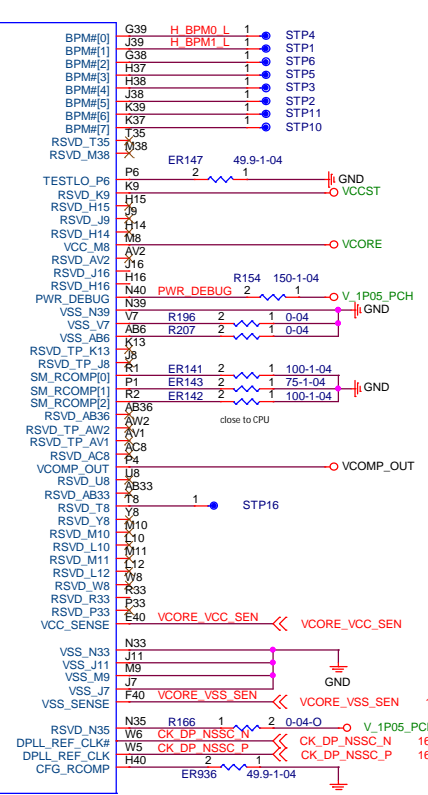 BPM#[0] G39 H_BPM0_L 1 STP4
BPM#[1] J39 H_BPM1_L 1 STP1
BPM#[2] G38 1 STP6
BPM#[3] H37 1 STP5
BPM#[4] H38 1 STP3
BPM#[5] J38 1 STP2
BPM#[6] K39 1 STP11
BPM#[7] K37 1 STP10
RSVD_T35 T35
RSVD_M38 M38
ER147 49.9-1-04
TESTLO_P6 P6 2 1 GND
RSVD_K9 K9 VCCST
RSVD_H15 H15
RSVD_J9 J9
RSVD_H14 H14
VCC_M8 M8 VCORE
RSVD_AV2 AV2
RSVD_J16 J16
RSVD_H16 H16 R154 150-1-04
PWR_DEBUG N40 PWR_DEBUG 2 1 V_1P05_PCH
VSS_N39 N39 GND
VSS_V7 V7 R196 2 1 0-04
VSS_AB6 AB6 R207 2 1 0-04
RSVD_TP_K13 K13
RSVD_TP_J8 J8
SM_RCOMP[0] R1 ER141 2 1 100-1-04
SM_RCOMP[1] P1 ER143 2 1 75-1-04 GND
SM_RCOMP[2] R2 ER142 2 1 100-1-04
RSVD_AB36 AB36
RSVD_TP_AW2 AW2 close to CPU
RSVD_TP_AV1 AV1
RSVD_AC8 AC8
VCOMP_OUT P4 VCOMP_OUT
RSVD_U8 U8
RSVD_AB33 AB33
RSVD_T8 T8 1 STP16
RSVD_Y8 Y8
RSVD_M10 M10
RSVD_L10 L10
RSVD_M11 M11
RSVD_L12 L12
RSVD_W8 W8
RSVD_R33 R33
RSVD_P33 P33
VCC_SENSE E40 VCORE_VCC_SEN VCORE_VCC_SEN
VSS_N33 N33
VSS_J11 J11
VSS_M9 M9
VSS_J7 J7 GND
VSS_SENSE F40 VCORE_VSS_SEN VCORE_VSS_SEN 1
RSVD_N35 N35 R166 1 2 0-04-O V_1P05_PC
DPLL_REF_CLK# W6 CK_DP_NSSC_N CK_DP_NSSC_N 16
DPLL_REF_CLK W5 CK_DP_NSSC_P CK_DP_NSSC_P 16
CFG_RCOMP H40 2 1
ER936 49.9-1-04